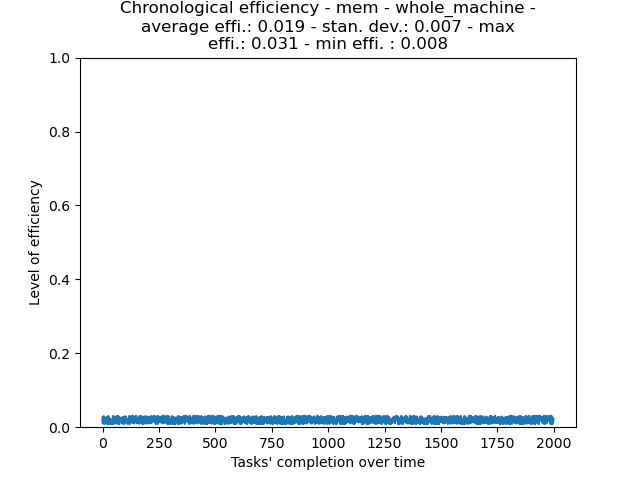 Chronological efficiency - mem - whole_machine -
average effi.: 0.019 - stan. dev.: 0.007 - max
effi.: 0.031 - min effi. : 0.008
1.0
0.8
0.6
0.4
0.2
0.0
Level of efficiency
0 250 500 750 1000 1250 1500 1750 2000
Tasks' completion over time